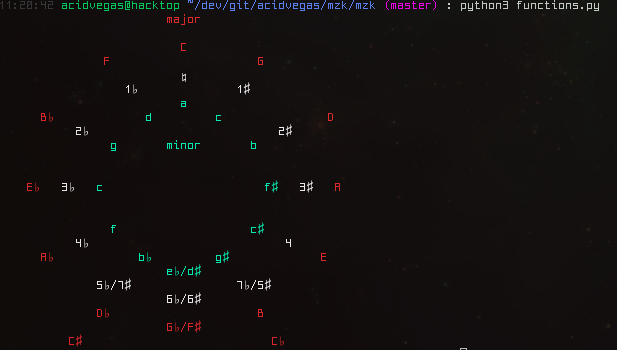 11:20:42 acidvegas@hacktop ~/dev/git/acidvegas/mzk/mzk (master) : python3 functions.py
major
C
F G
1♭ ♮ 1♯
a
B♭ d c D
2♭ 2♯
g minor b
E♭ 3♭ c f♯ 3♯ A
f c♯
4♭ 4
A♭ b♭ g♯ E
e♭/d♯
5♭/7♯ 7♭/5♯
6♭/6♯
D♭ B
G♭/F♯
C♯ C♭